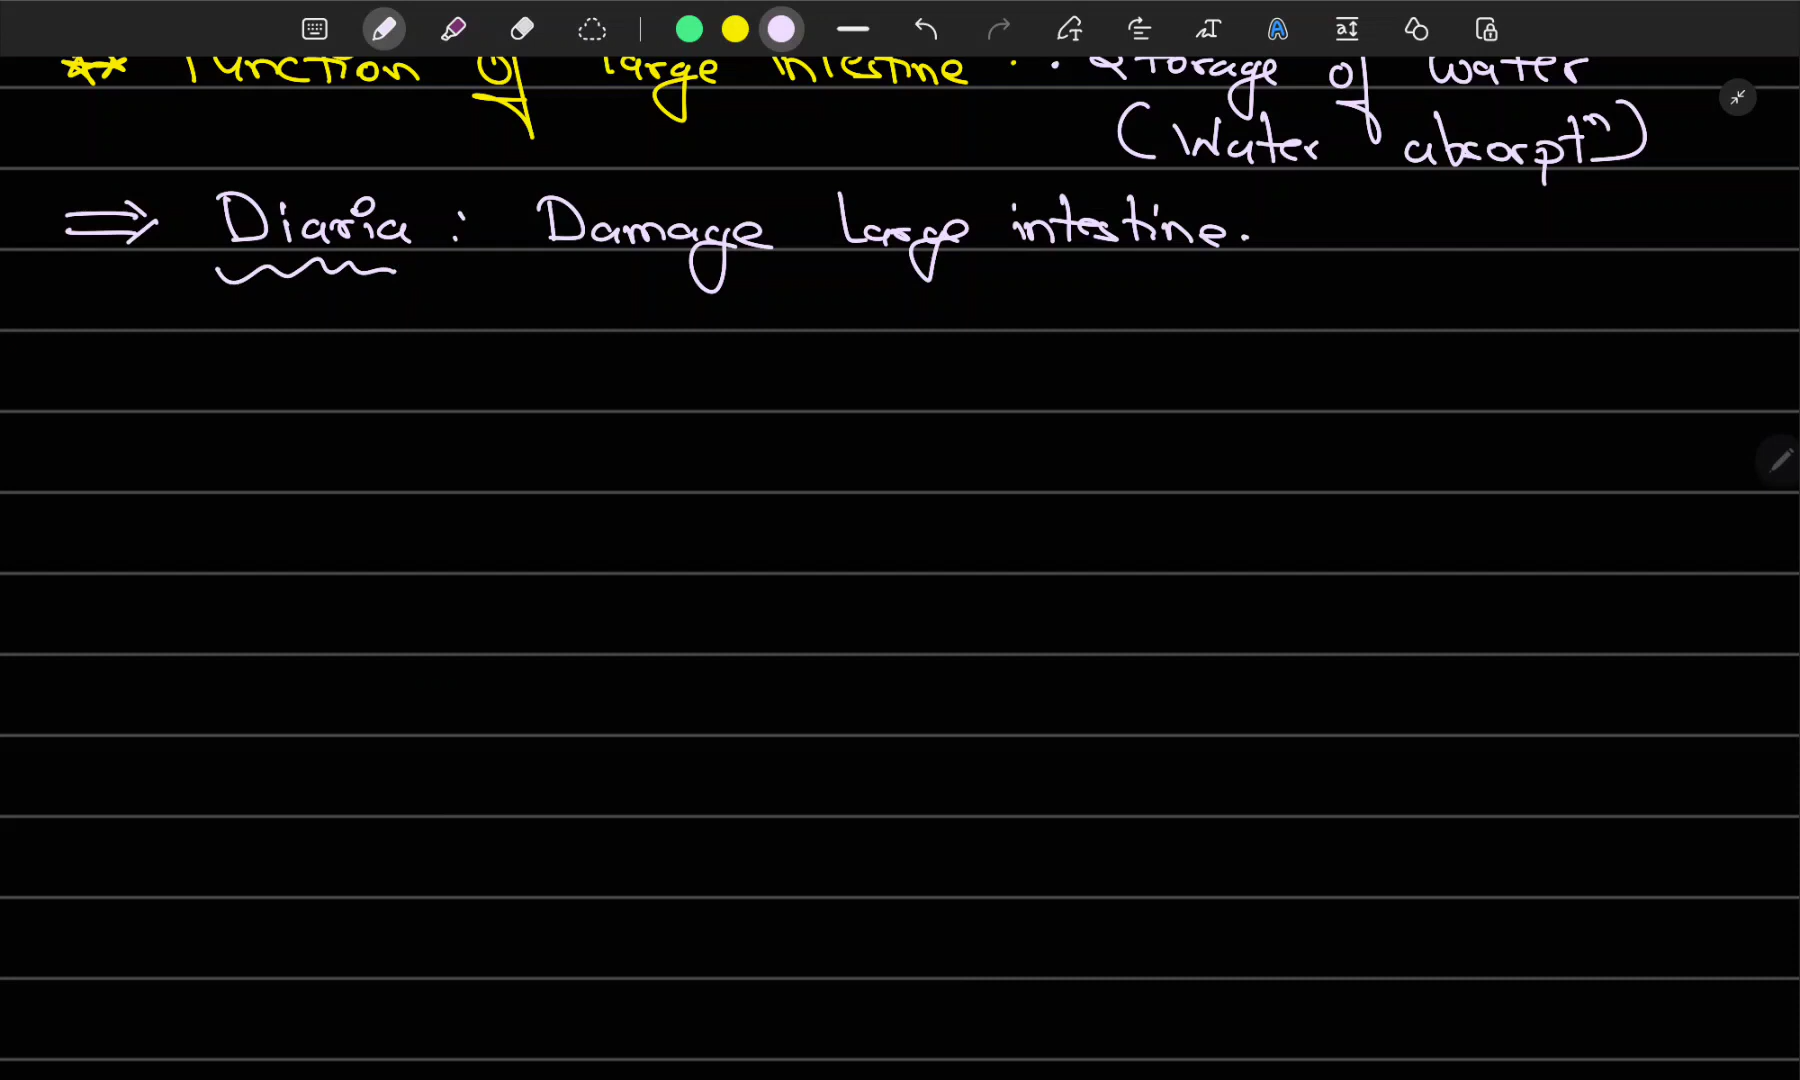 ** Function of large intestine : • Storage of water
(Water absorptⁿ)
⇒ Diaria : Damage Large intestine.